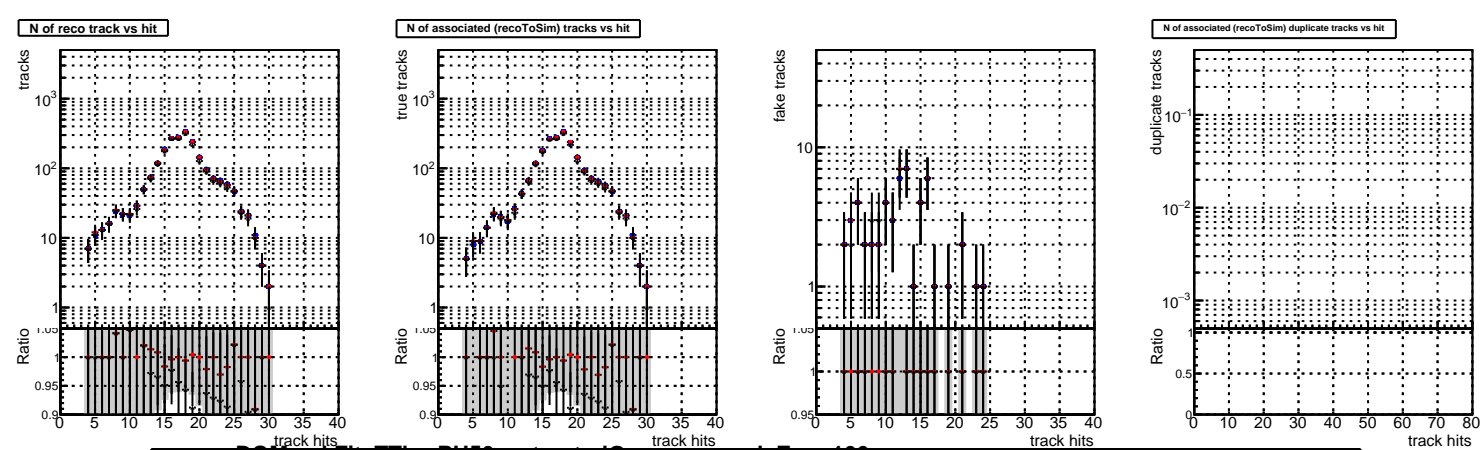 N of reco track vs hit
tracks
10³
10²
10
1
Ratio
1.05
1
0.95
0.9
0 5 10 15 20 25 30 35 40
track hits
N of associated (recoToSim) tracks vs hit
true tracks
10³
10²
10
1
Ratio
1.05
1
0.95
0.9
0 5 10 15 20 25 30 35 40
track hits
fake tracks
10
1
Ratio
1.05
1
0.95
0 5 10 15 20 25 30 35 40
track hits
N of associated (recoToSim) duplicate tracks vs hit
duplicate tracks
10⁻¹
10⁻²
10⁻³
Ratio
1
0.5
0
0 10 20 30 40 50 60 70 80
track hits